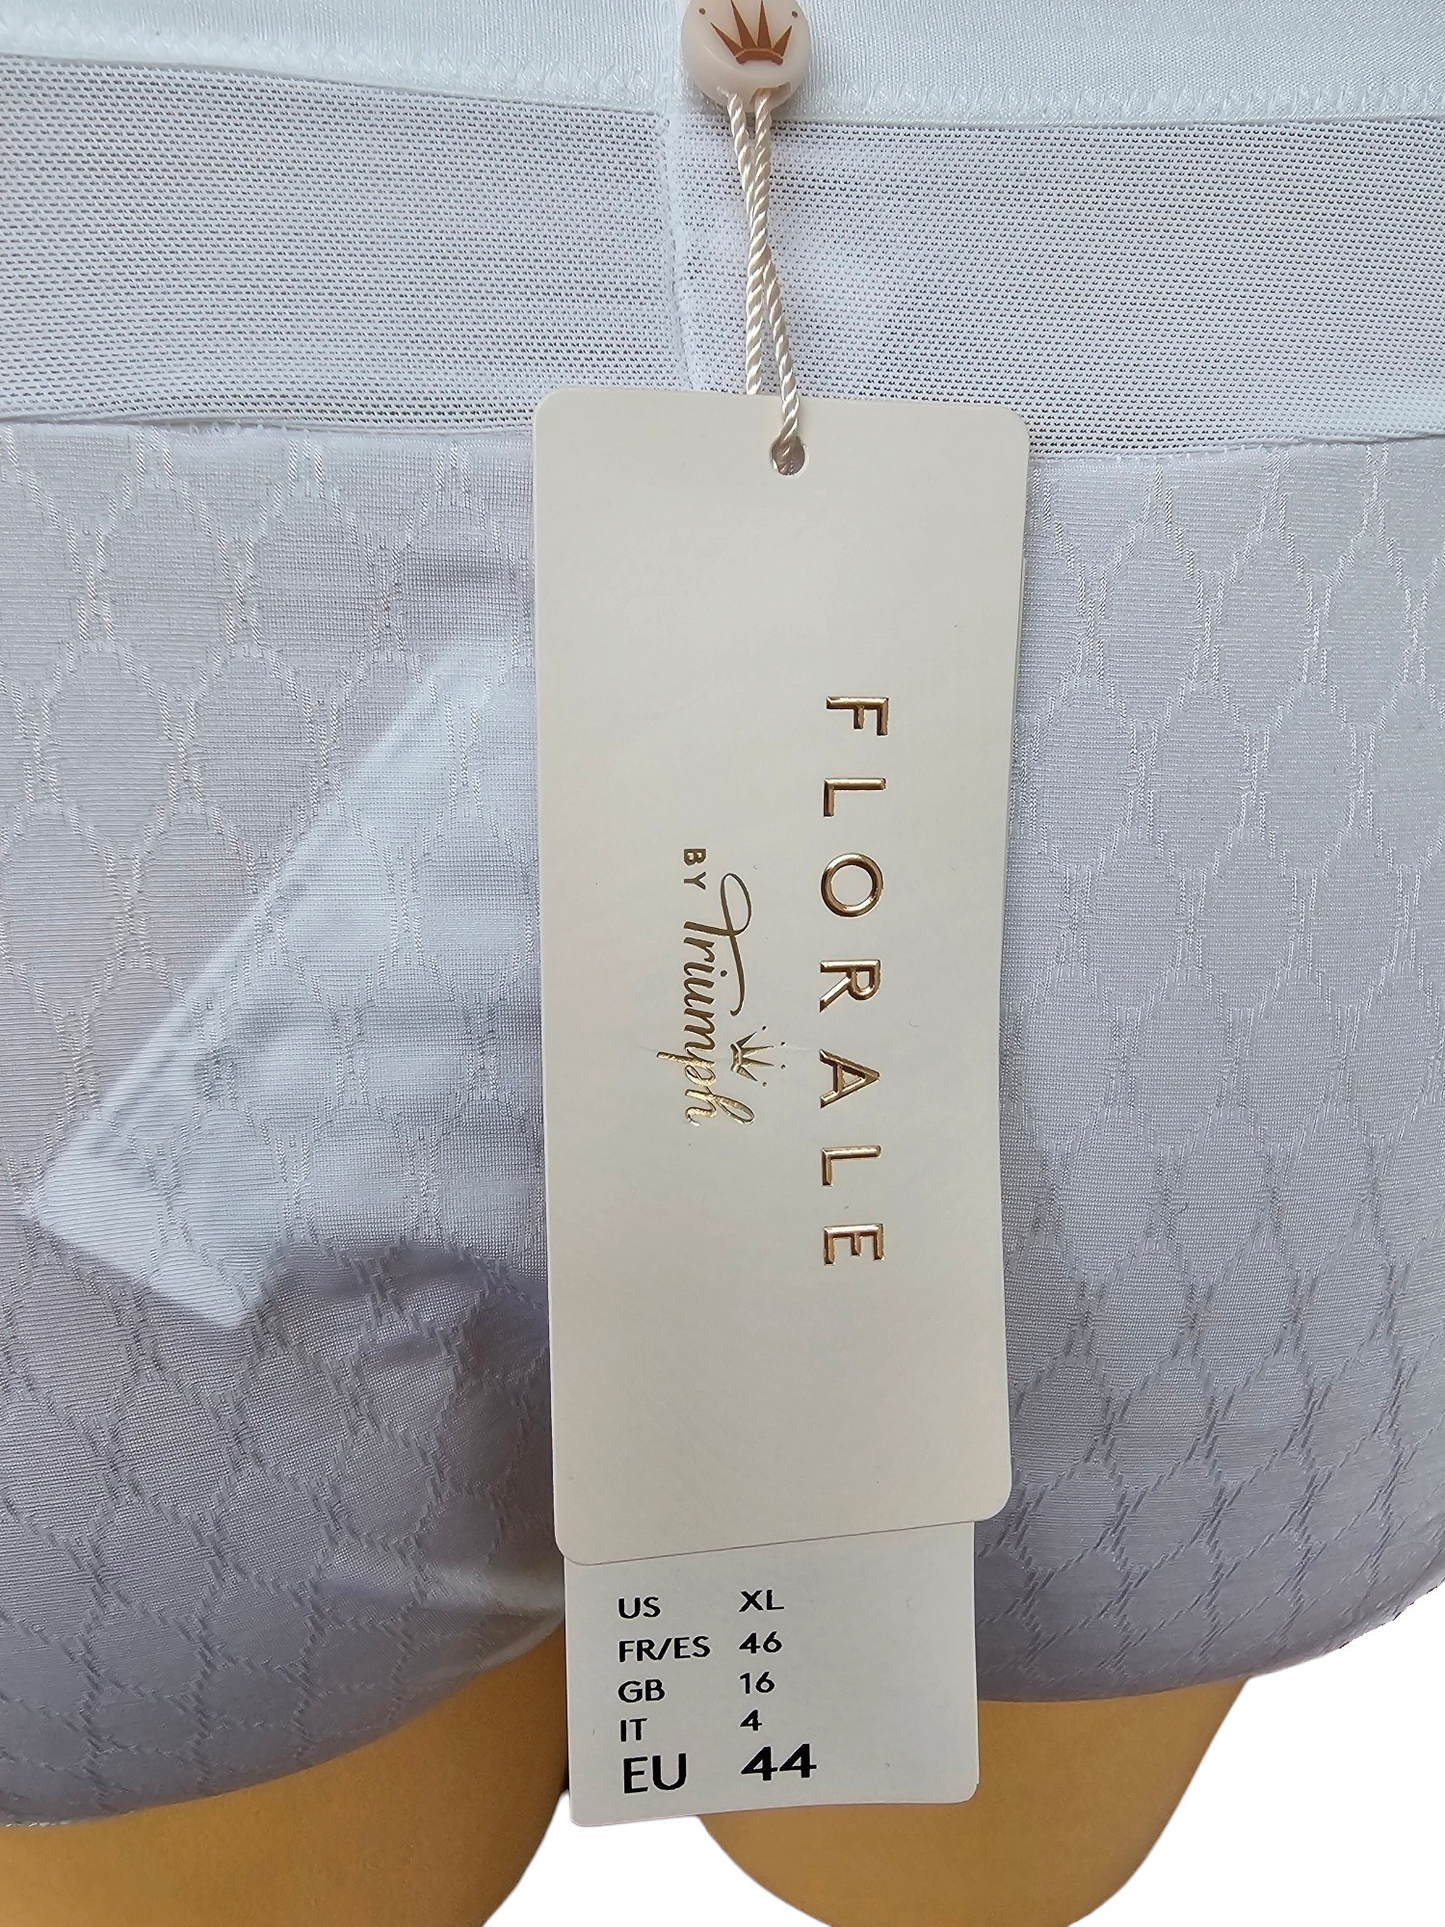 FLORALE
BY Triumph
US XL
FR/ES 46
GB 16
IT 4
EU 44